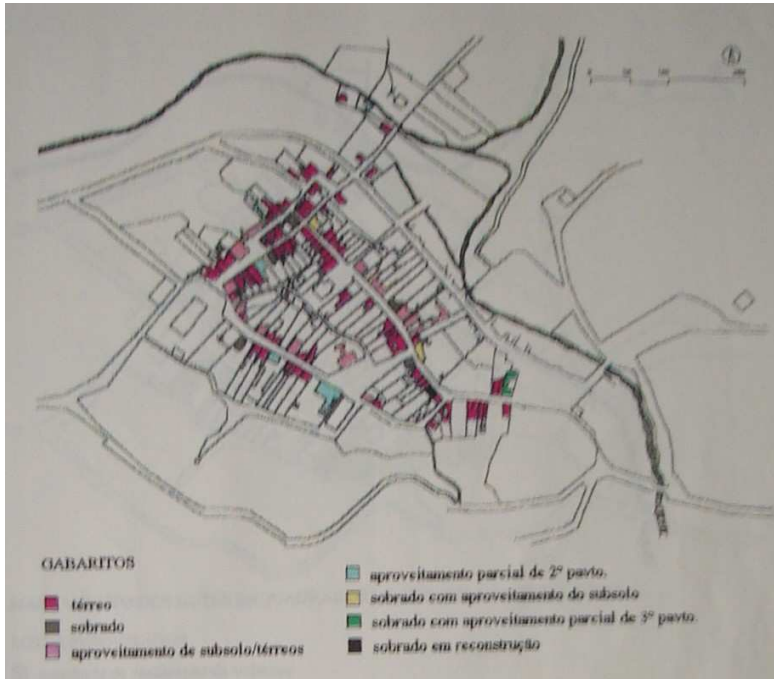 GABARITOS
térreo
sobrado
aproveitamento de subsolo/térreos
aproveitamento parcial de 2º pavto.
sobrado com aproveitamento do subsolo
sobrado com aproveitamento parcial de 3º pavto.
sobrado em reconstrução